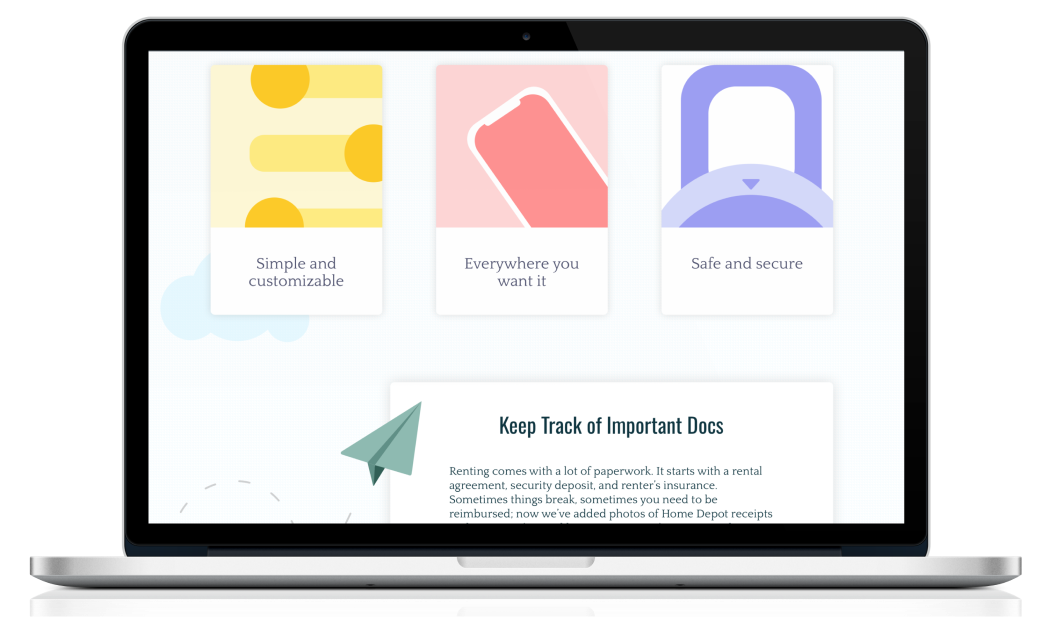 Simple and
customizable
Everywhere you
want it
Safe and secure
Keep Track of Important Docs
Renting comes with a lot of paperwork. It starts with a rental
agreement, security deposit, and renter's insurance.
Sometimes things break, sometimes you need to be
reimbursed; now we've added photos of Home Depot receipts